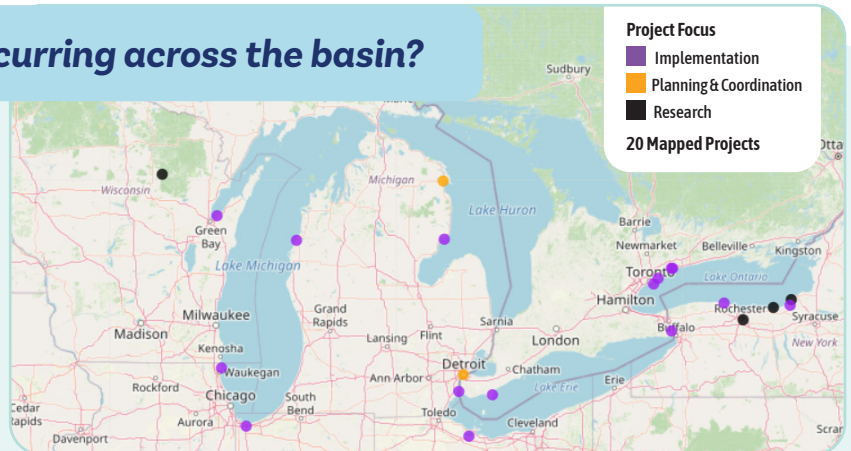 curring across the basin?
Project Focus
Implementation
Planning & Coordination
Research
20 Mapped Projects
Sudbury
Wisconsin
Michigan
Lake Huron
Barrie
Green
Bay
Newmarket
Belleville
Kingston
Lake Michigan
Toronto
Lake Ontario
Hamilton
Milwaukee
Grand
Rapids
Sarnia
Rochester
Syracuse
Madison
Lansing
Flint
London
Buffalo
New York
Kenosha
Waukegan
Detroit
Chatham
Rockford
Ann Arbor
Lake Erie
Erie
Chicago
South
Bend
Toledo
Cedar
Rapids
Aurora
Cleveland
Davenport